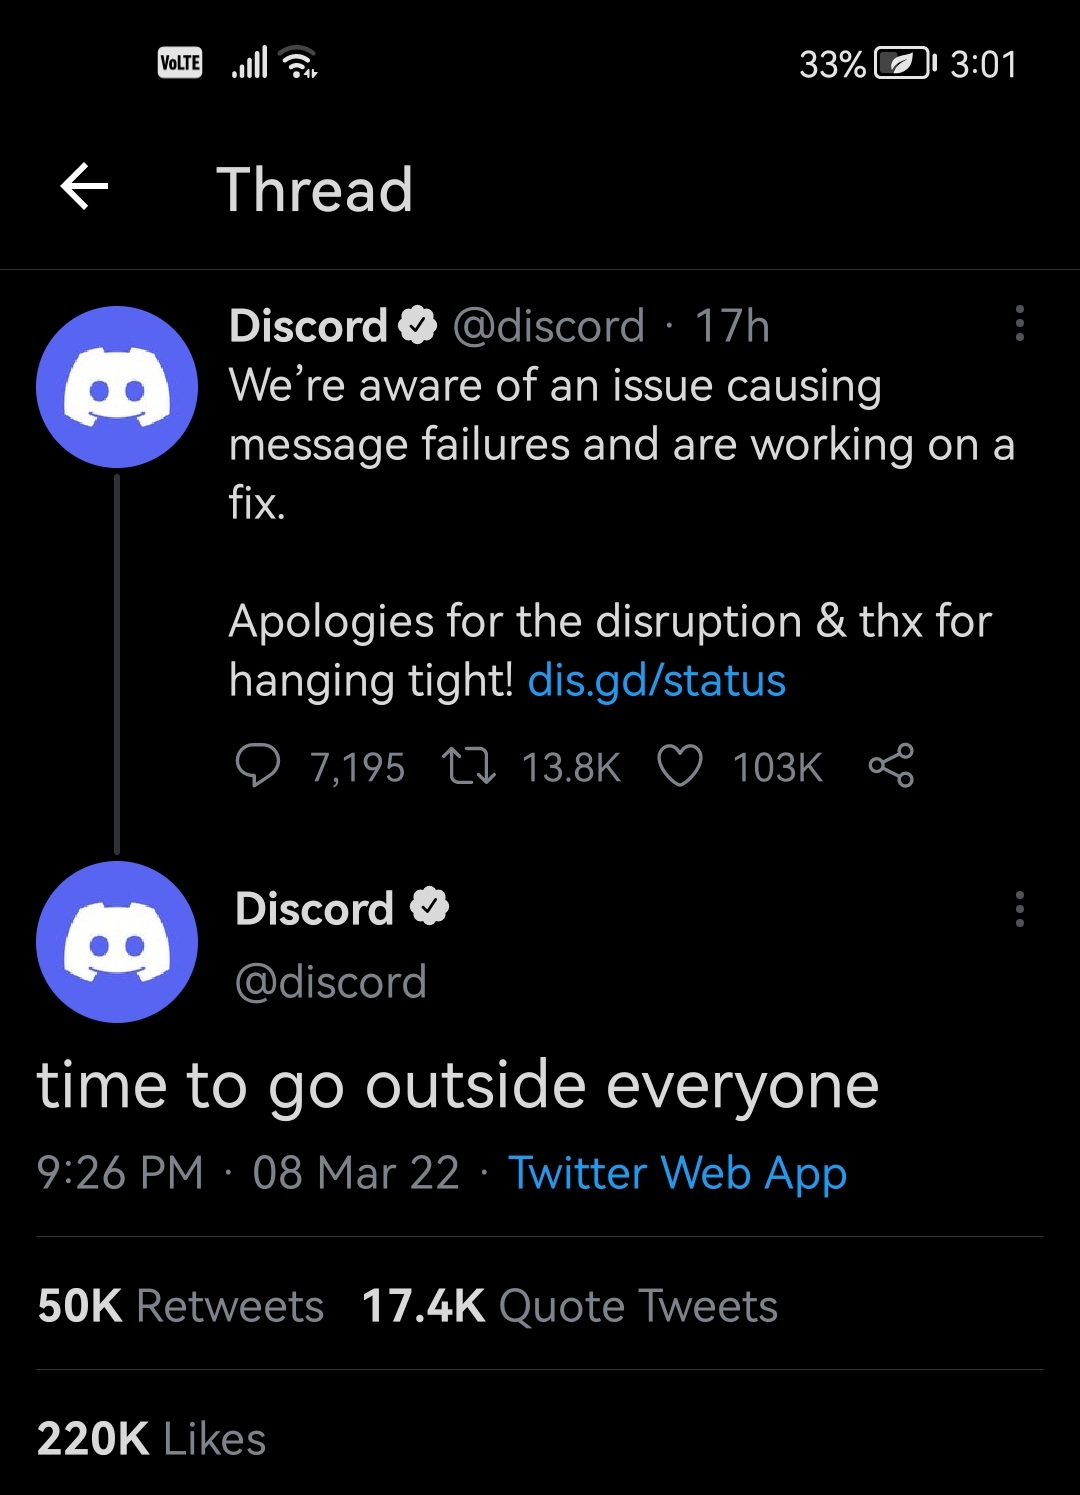 VoLTE 33% 3:01
Thread
Discord @discord · 17h
We’re aware of an issue causing
message failures and are working on a
fix.
Apologies for the disruption & thx for
hanging tight! dis.gd/status
7,195 13.8K 103K
Discord
@discord
time to go outside everyone
9:26 PM · 08 Mar 22 · Twitter Web App
50K Retweets 17.4K Quote Tweets
220K Likes